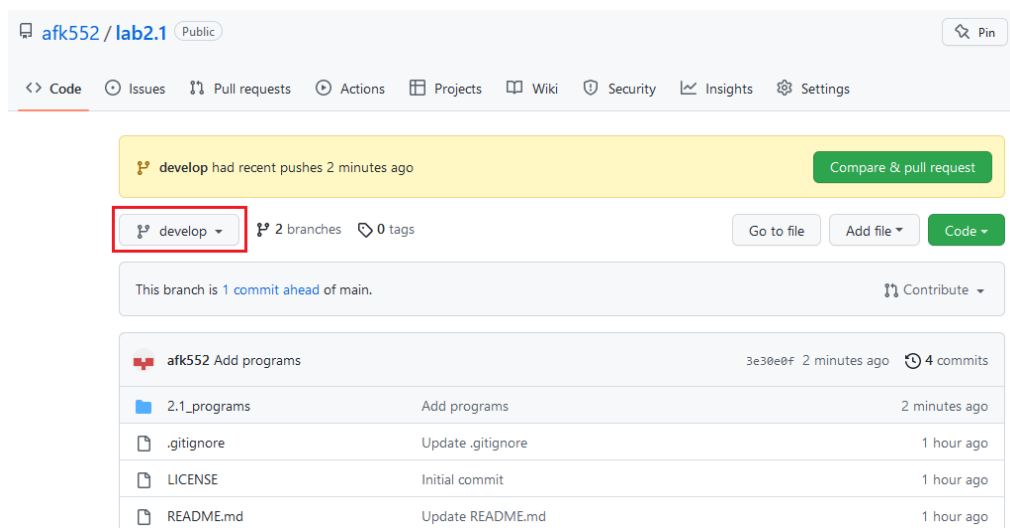 afk552 / lab2.1 Public Pin
Code Issues Pull requests Actions Projects Wiki Security Insights Settings
develop had recent pushes 2 minutes ago Compare & pull request
develop 2 branches 0 tags Go to file Add file Code
This branch is 1 commit ahead of main. Contribute
afk552 Add programs 3e30e0f 2 minutes ago 4 commits
2.1_programs Add programs 2 minutes ago
.gitignore Update .gitignore 1 hour ago
LICENSE Initial commit 1 hour ago
README.md Update README.md 1 hour ago